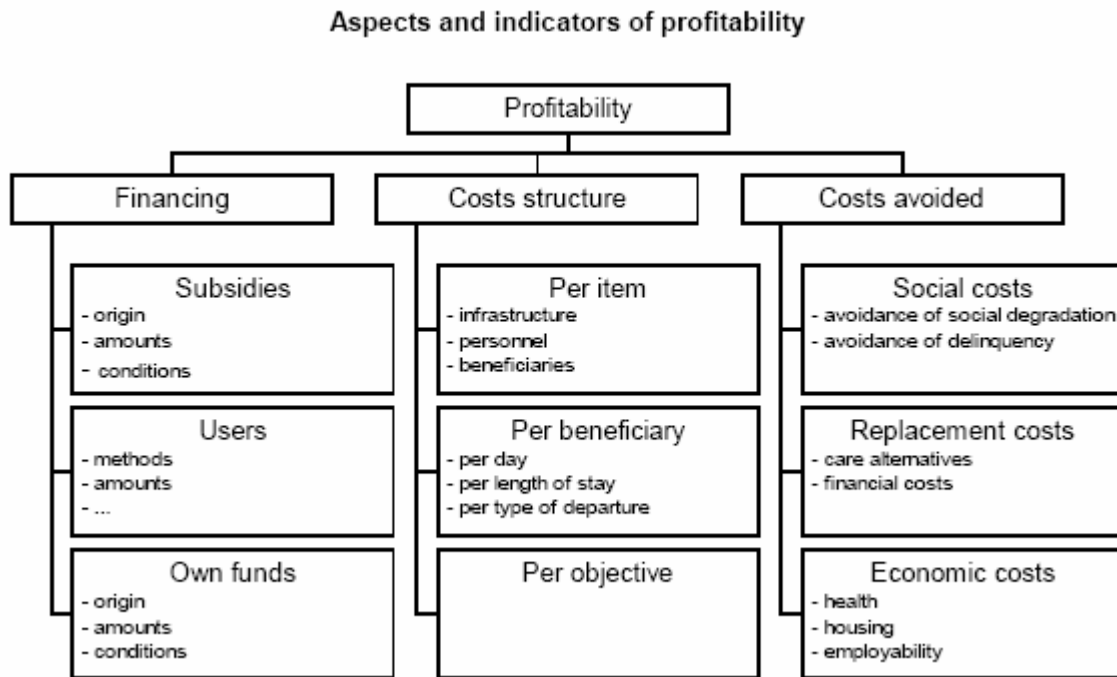 Aspects and indicators of profitability
Profitability
Financing
Costs structure
Costs avoided
Subsidies
- origin
- amounts
- conditions
Users
- methods
- amounts
- ...
Own funds
- origin
- amounts
- conditions
Per item
- infrastructure
- personnel
- beneficiaries
Per beneficiary
- per day
- per length of stay
- per type of departure
Per objective
Social costs
- avoidance of social degradation
- avoidance of delinquency
Replacement costs
- care alternatives
- financial costs
Economic costs
- health
- housing
- employability